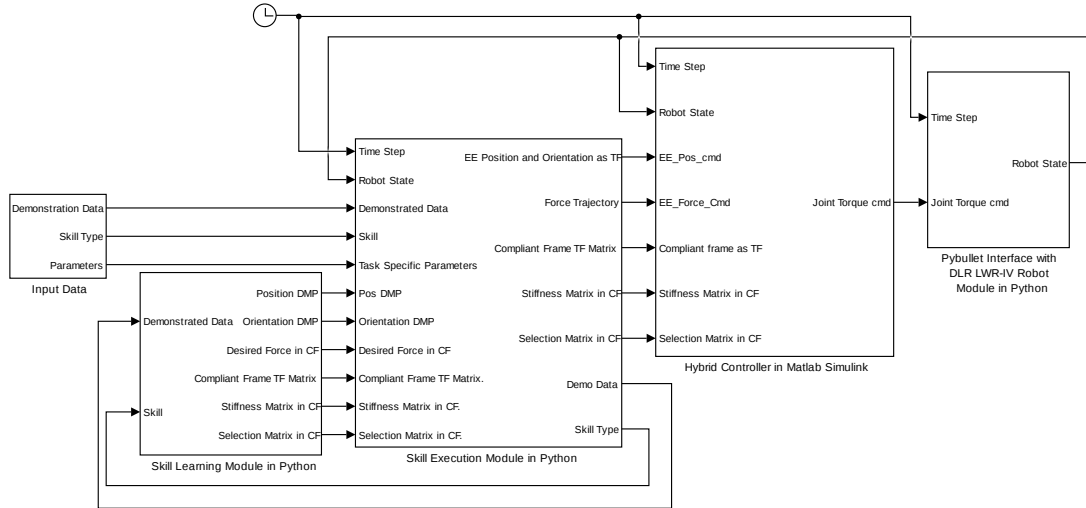 Time Step
Robot State
EE_Pos_cmd
EE_Force_Cmd
Compliant frame as TF
Stiffness Matrix in CF
Selection Matrix in CF
Joint Torque cmd
Hybrid Controller in Matlab Simulink
Time Step
Joint Torque cmd
Robot State
Pybullet Interface with
DLR LWR-IV Robot
Module in Python
Time Step
Robot State
Demonstrated Data
Skill
Task Specific Parameters
Pos DMP
Orientation DMP
Desired Force in CF
Compliant Frame TF Matrix.
Stiffness Matrix in CF.
Selection Matrix in CF.
EE Position and Orientation as TF
Force Trajectory
Compliant Frame TF Matrix
Stiffness Matrix in CF
Selection Matrix in CF
Demo Data
Skill Type
Skill Execution Module in Python
Demonstration Data
Skill Type
Parameters
Input Data
Demonstrated Data
Skill
Position DMP
Orientation DMP
Desired Force in CF
Compliant Frame TF Matrix
Stiffness Matrix in CF
Selection Matrix in CF
Skill Learning Module in Python